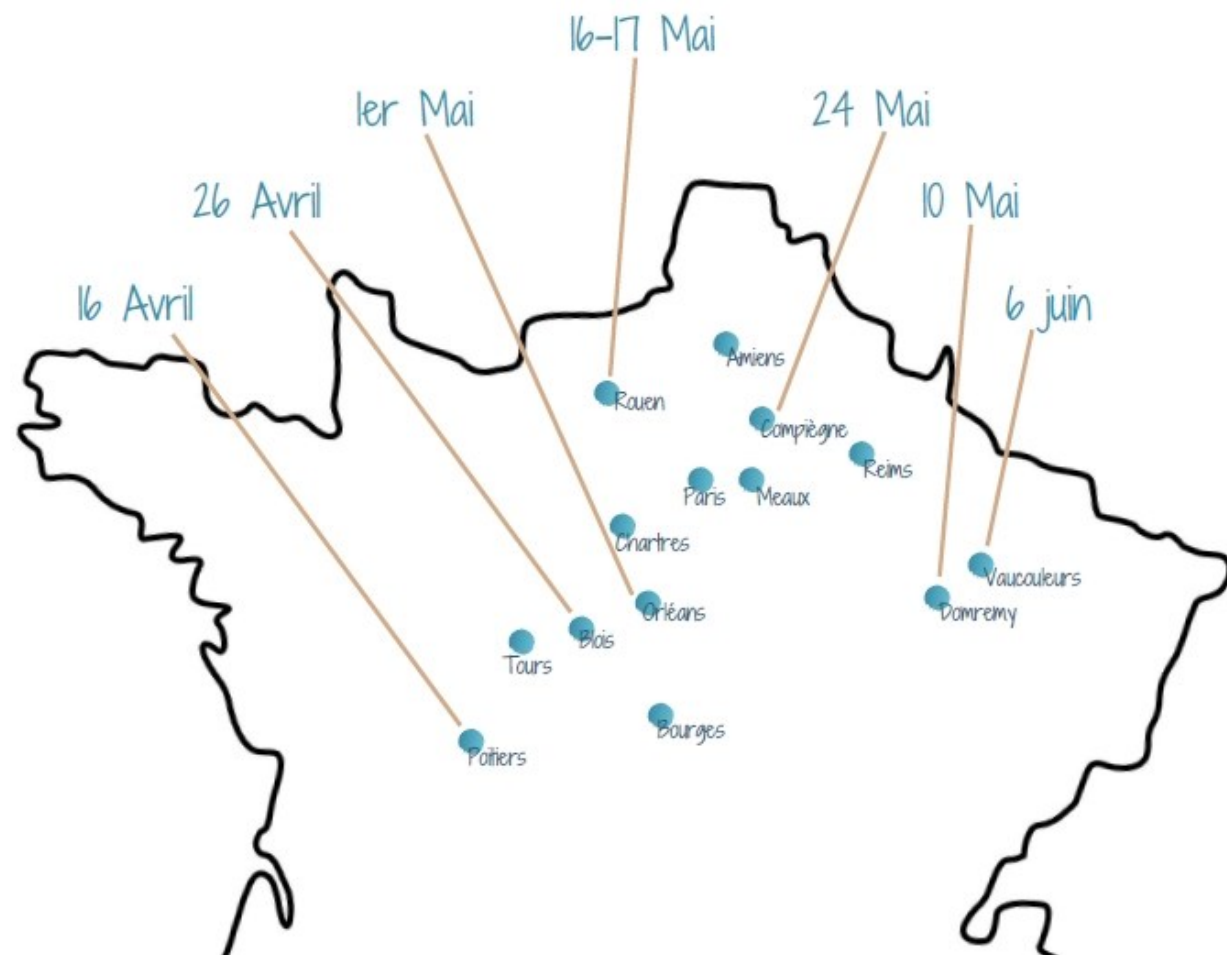 16-17 Mai
1er Mai
24 Mai
26 Avril
10 Mai
16 Avril
6 juin
Amiens
Rouen
Compiègne
Reims
Paris
Meaux
Chartres
Vaucouleurs
Orléans
Domremy
Blois
Tours
Bourges
Poitiers